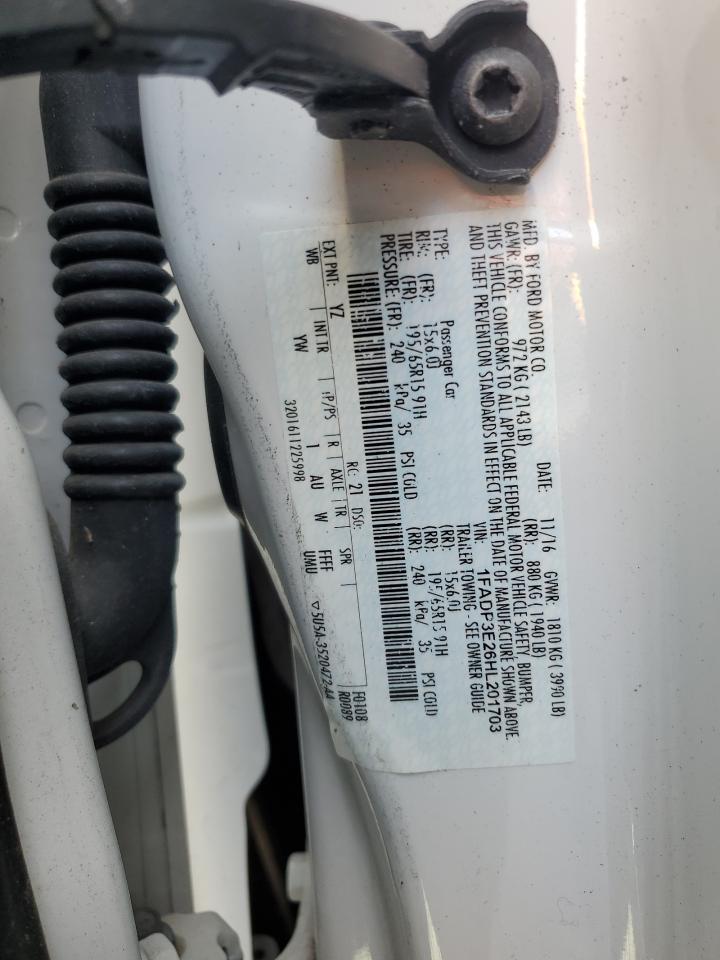 MFD. BY FORD MOTOR CO. DATE: 11/16 GVWR: 1810 KG ( 3990 LB)
GAWR: (FR): 972 KG ( 2143 LB) (RR): 880 KG ( 1940 LB)
THIS VEHICLE CONFORMS TO ALL APPLICABLE FEDERAL MOTOR VEHICLE SAFETY, BUMPER,
AND THEFT PREVENTION STANDARDS IN EFFECT ON THE DATE OF MANUFACTURE SHOWN ABOVE.
VIN: 1FADP3E26HL201703
TYPE: Passenger Car TRAILER TOWING - SEE OWNER GUIDE
RIM: (FR): 15x6.0J (RR): 15x6.0J
TIRE: (FR): 195/65R15 91H (RR): 195/65R15 91H
PRESSURE: (FR): 240 kPa/ 35 PSI COLD (RR): 240 kPa/ 35 PSI COLD
F0108
EXT PNT: YZ RC: 21 DSO: R0089
WB INT TR TP/PS R AXLE TR SPR
YW 1 AU W FFFF
UMU
3201611225998 ▽5U5A-3520472-AA